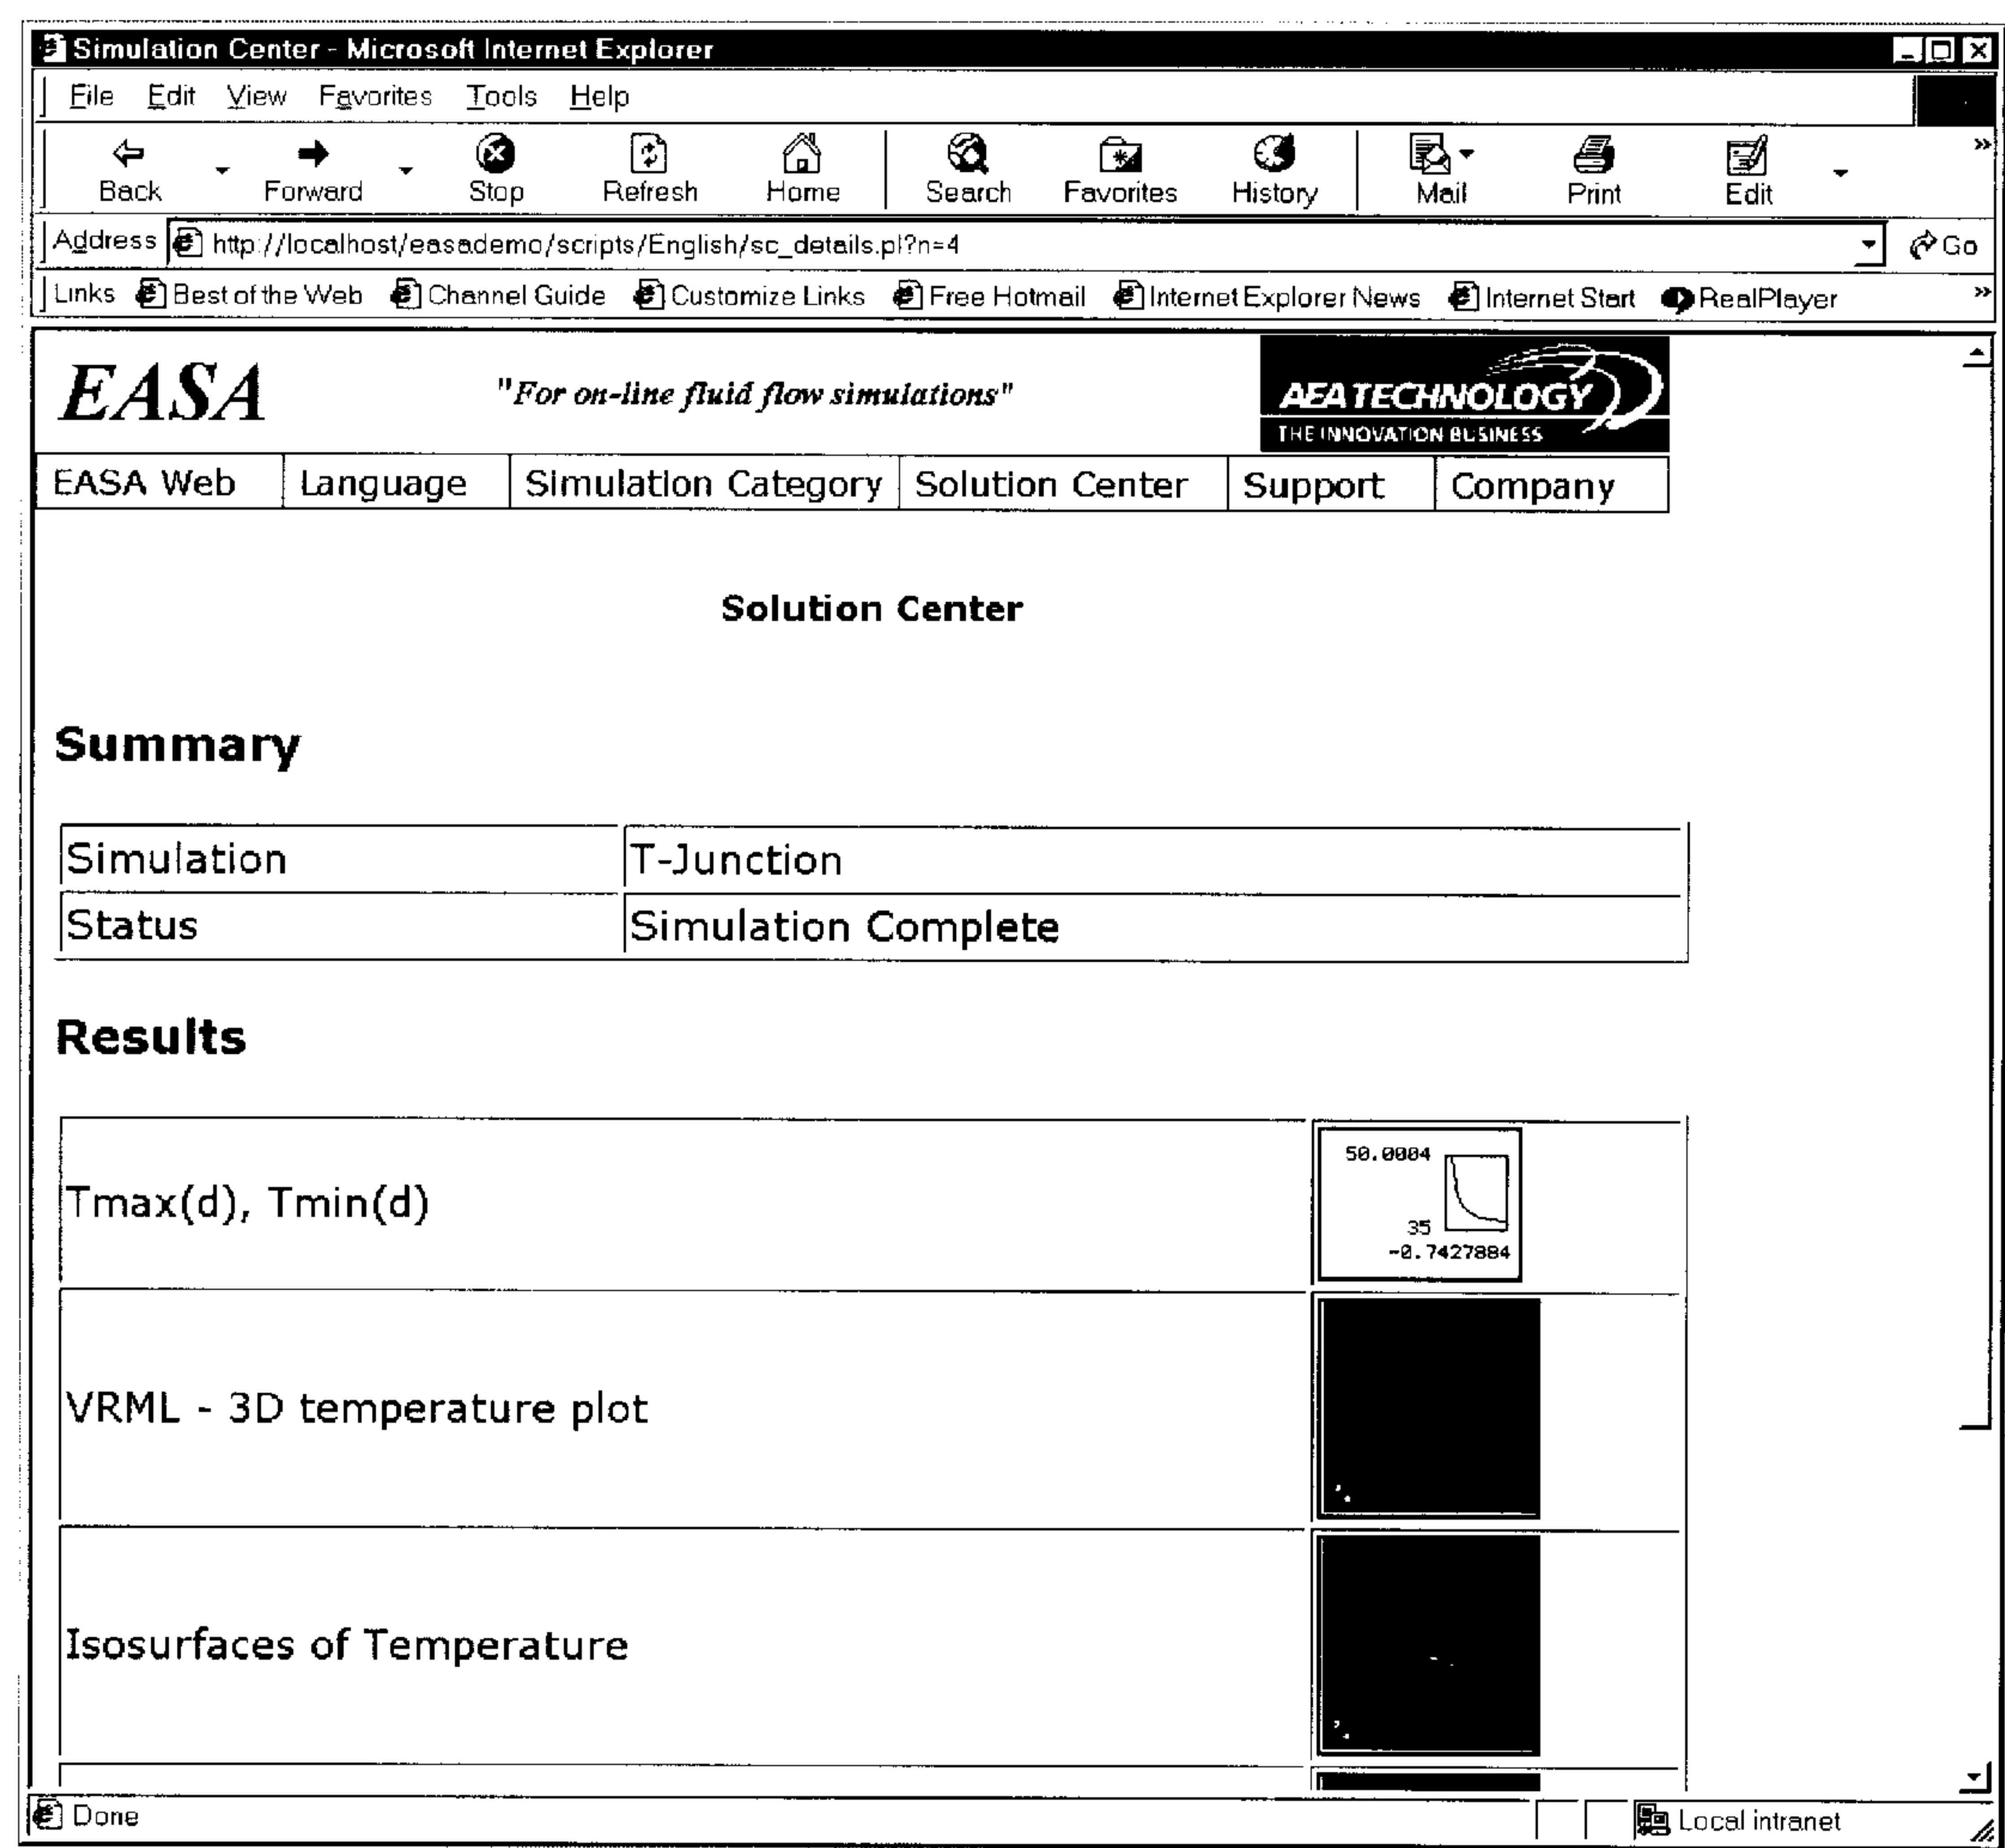 Simulation Center - Microsoft Internet Explorer
File Edit View Favorites Tools Help
Back Forward Stop Refresh Home Search Favorites History Mail Print Edit »
Address http://localhost/easademo/scripts/English/sc_details.pl?n=4 Go
Links Best of the Web Channel Guide Customize Links Free Hotmail Internet Explorer News Internet Start RealPlayer »
EASA "For on-line fluid flow simulations" AEA TECHNOLOGY
THE INNOVATION BUSINESS
EASA Web Language Simulation Category Solution Center Support Company
Solution Center
Summary
Simulation T-Junction
Status Simulation Complete
Results
Tmax(d), Tmin(d)
50.0004
35
-0.7427884
VRML - 3D temperature plot
Isosurfaces of Temperature
Done Local intranet